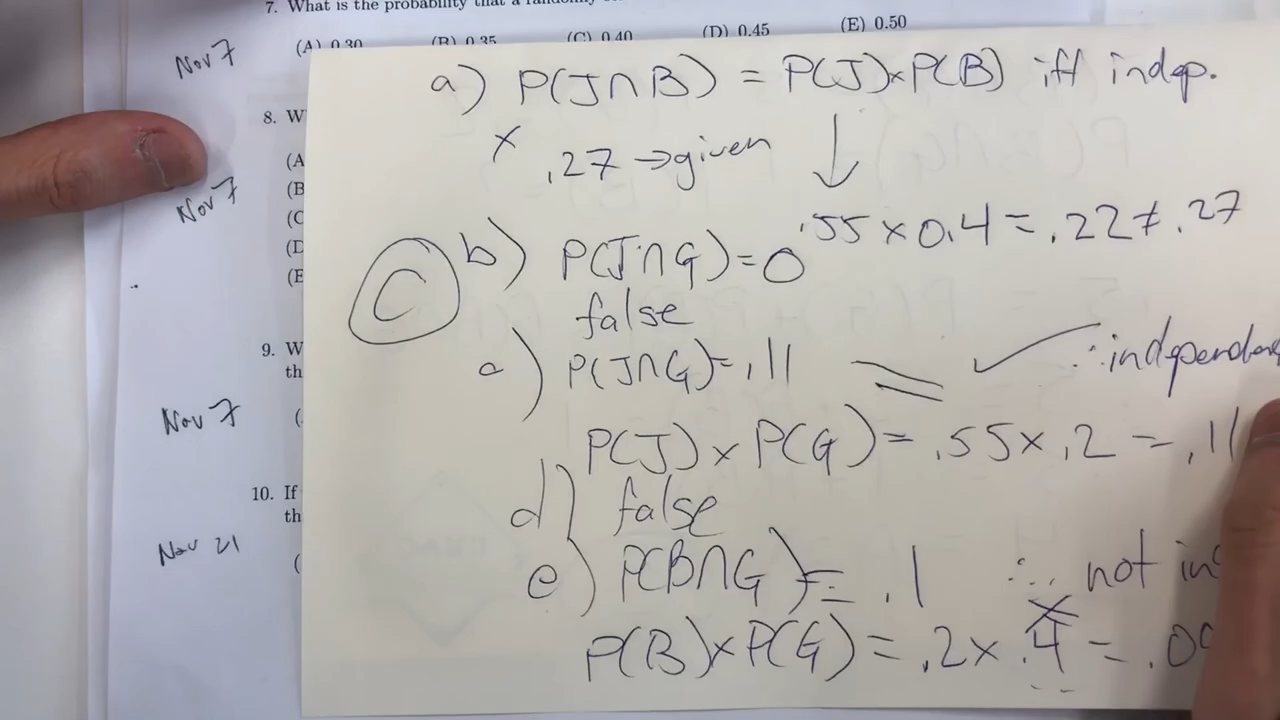 7. What is the probability that a randomly
(A) 0.30 (B) 0.35 (C) 0.40 (D) 0.45 (E) 0.50
Nov 7
a) P(J∩B) = P(J)×P(B) iff indep.
8. W
× .27 → given
(A
Nov 7
(B
(C
.55 × 0.4 = .22 ≠ .27
b) P(J∩G) = 0
(D
(E
C
false
9. W
th
c) P(J∩G) = .11 ✓ ∴ independen
Nov 7
(
P(J) × P(G) = .55 × .2 = .11
10. If
th
d) false
Nov 21
(
e) P(B∩G) = .1 ∴ not in
P(B)×P(G) = .2 × .4 = .0